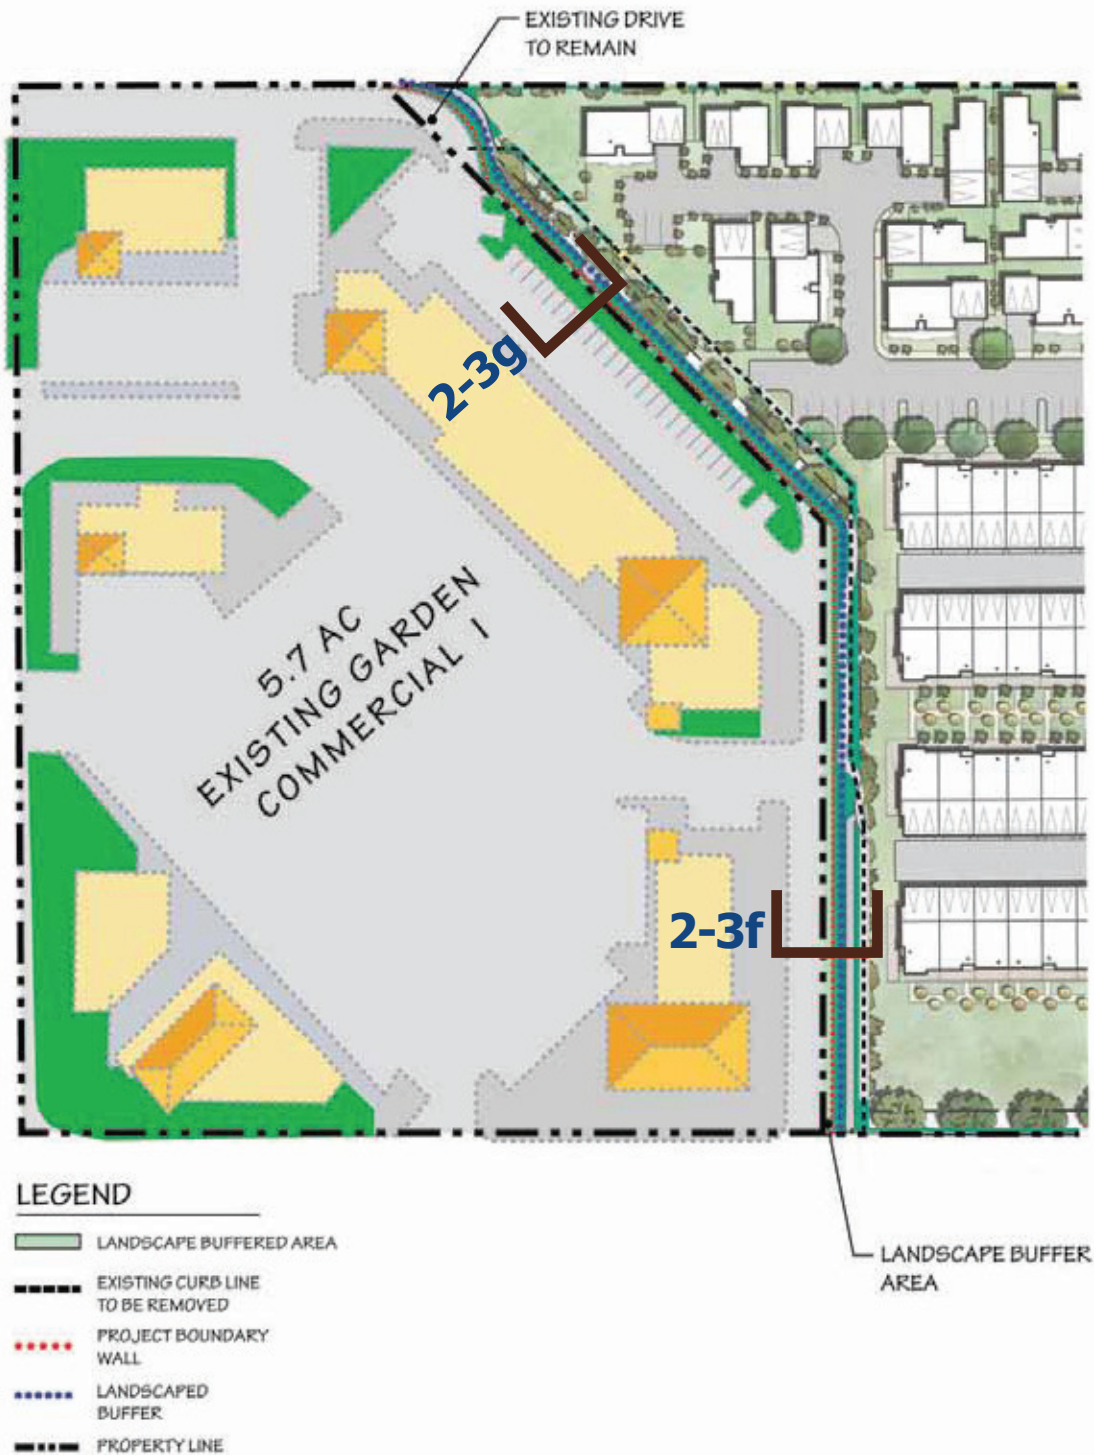 EXISTING DRIVE
TO REMAIN
2-3g
5.7 AC
EXISTING GARDEN
COMMERCIAL I
2-3f
LEGEND
LANDSCAPE BUFFERED AREA
EXISTING CURB LINE
TO BE REMOVED
PROJECT BOUNDARY
WALL
LANDSCAPED
BUFFER
PROPERTY LINE
LANDSCAPE BUFFER
AREA